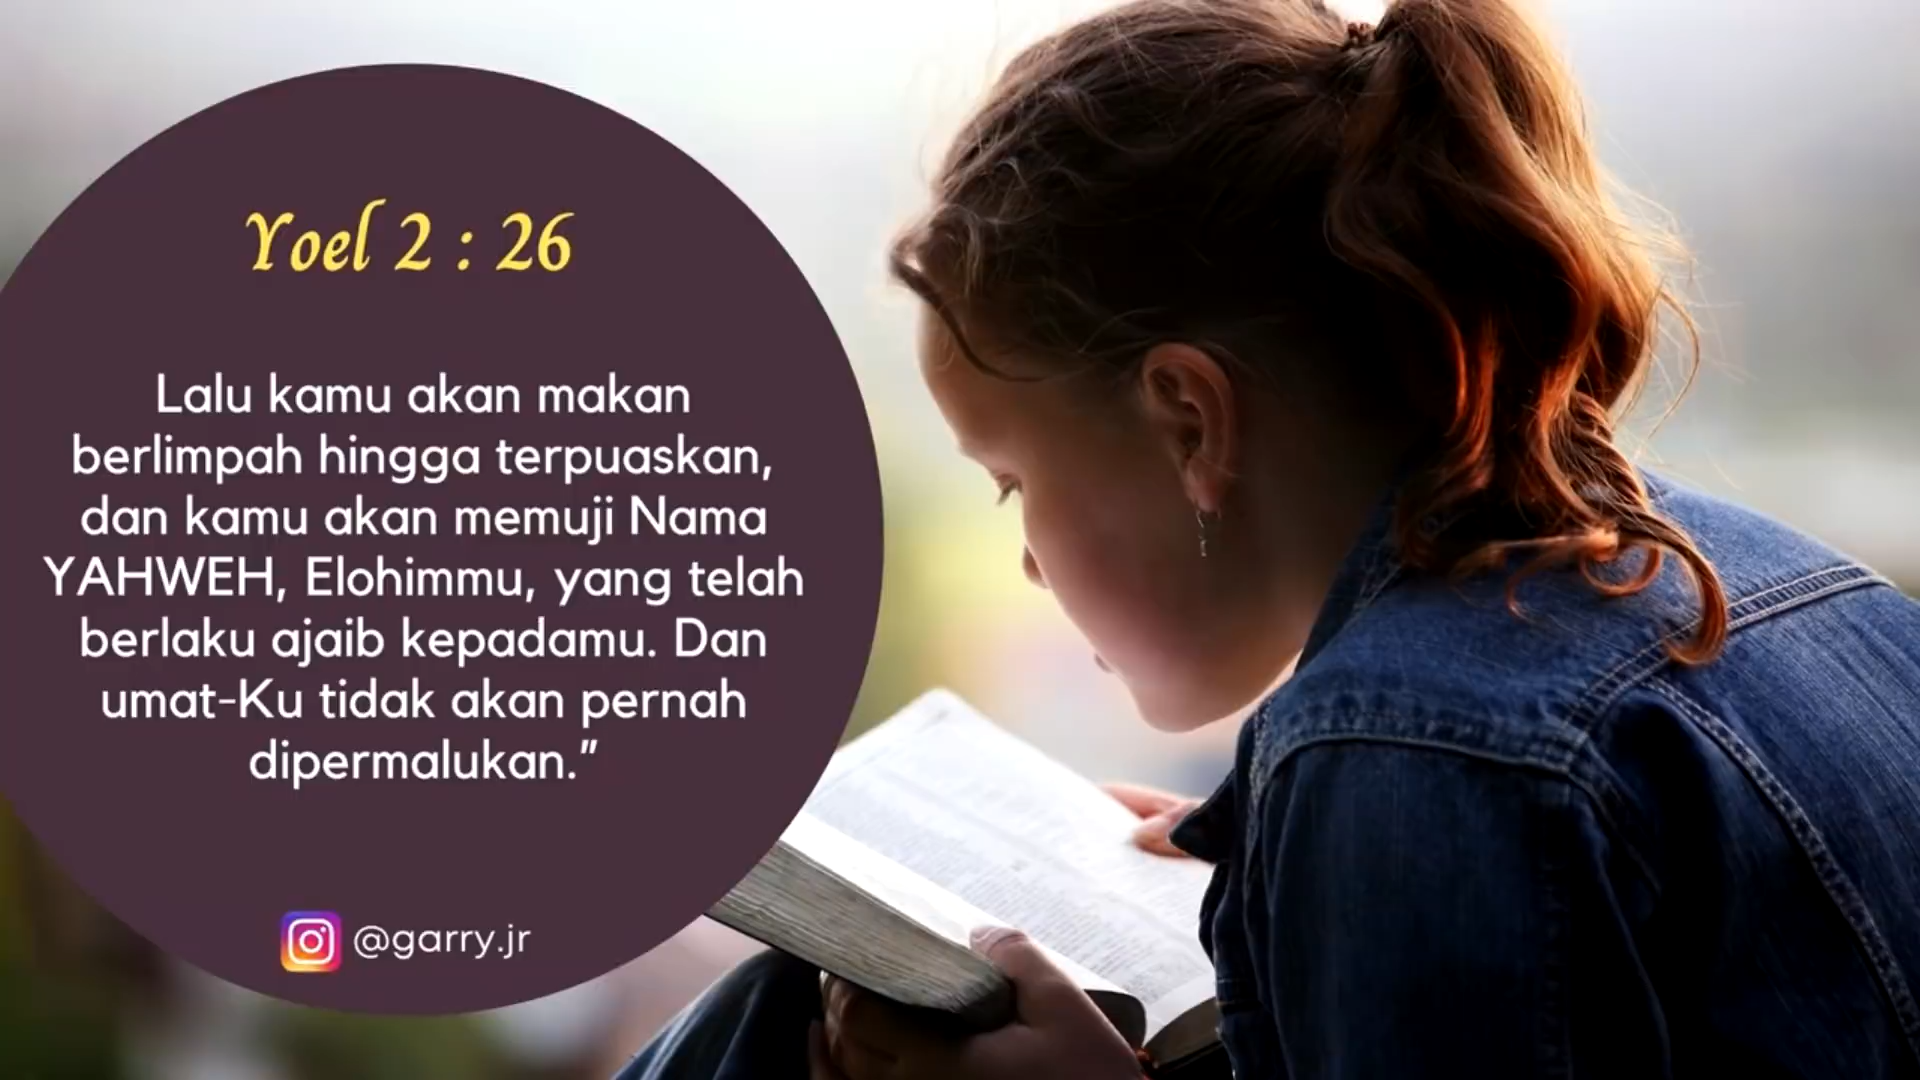 Yoel 2 : 26
Lalu kamu akan makan
berlimpah hingga terpuaskan,
dan kamu akan memuji Nama
YAHWEH, Elohimmu, yang telah
berlaku ajaib kepadamu. Dan
umat-Ku tidak akan pernah
dipermalukan.”
@garry.jr